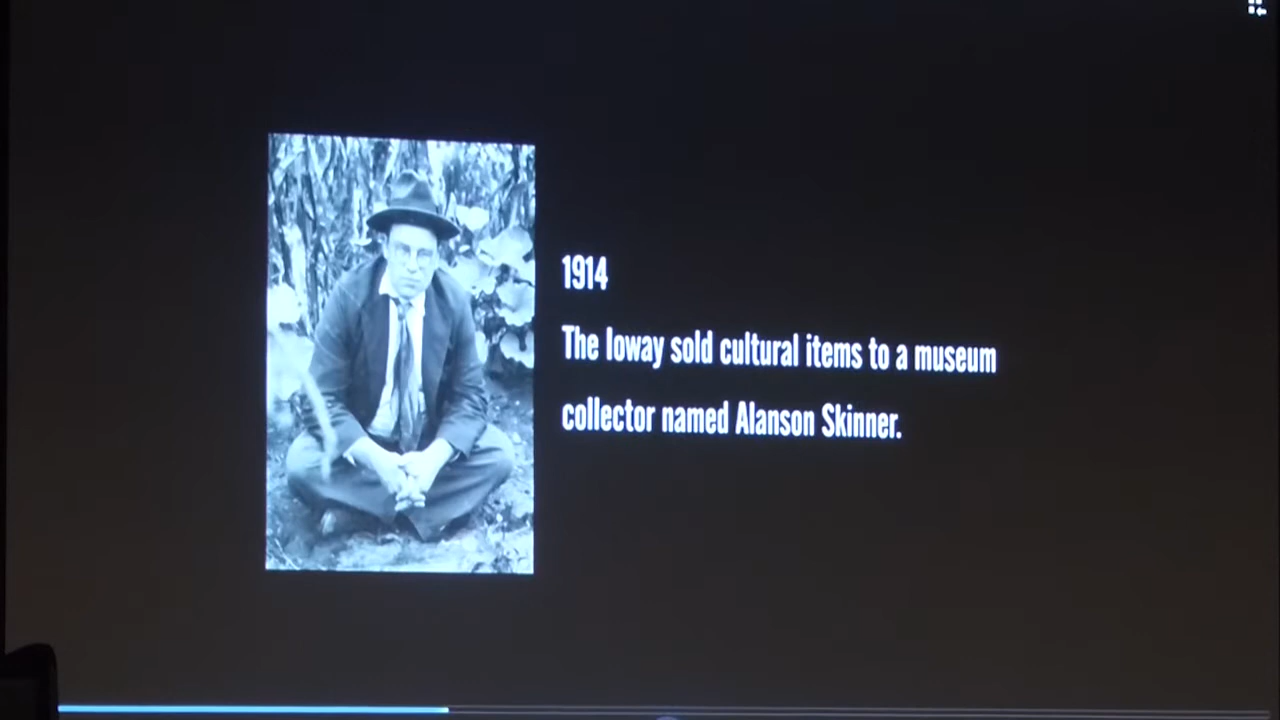 1914
The Ioway sold cultural items to a museum
collector named Alanson Skinner.